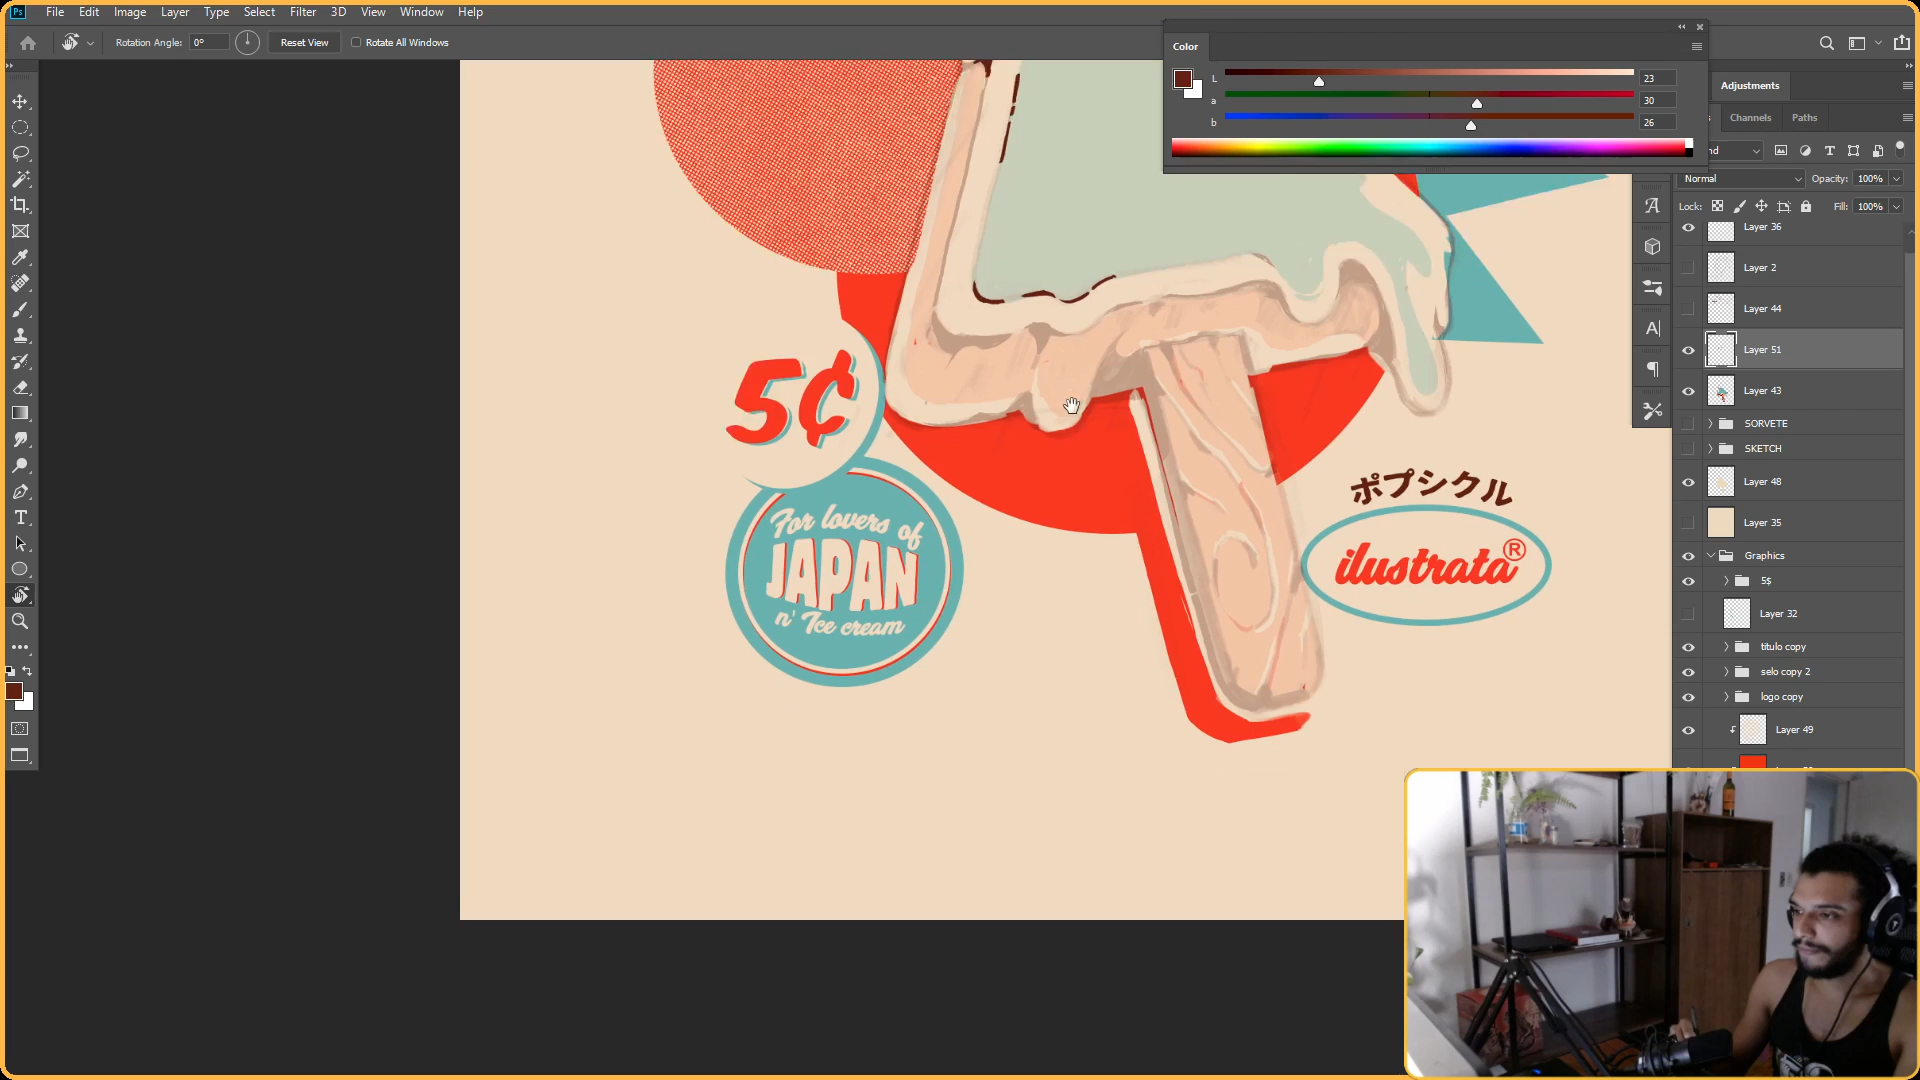 Ps File Edit Image Layer Type Select Filter 3D View Window Help
Rotation Angle: 0° Reset View Rotate All Windows
Color
L 23
a 30
b 26
Adjustments
Channels Paths
Normal Opacity: 100%
Lock: Fill: 100%
Layer 36
Layer 2
Layer 44
Layer 51
Layer 43
SORVETE
SKETCH
Layer 48
Layer 35
Graphics
5$
Layer 32
titulo copy
selo copy 2
logo copy
Layer 49
5¢
For lovers of
JAPAN
n' Ice cream
ポプシクル
ilustrata®